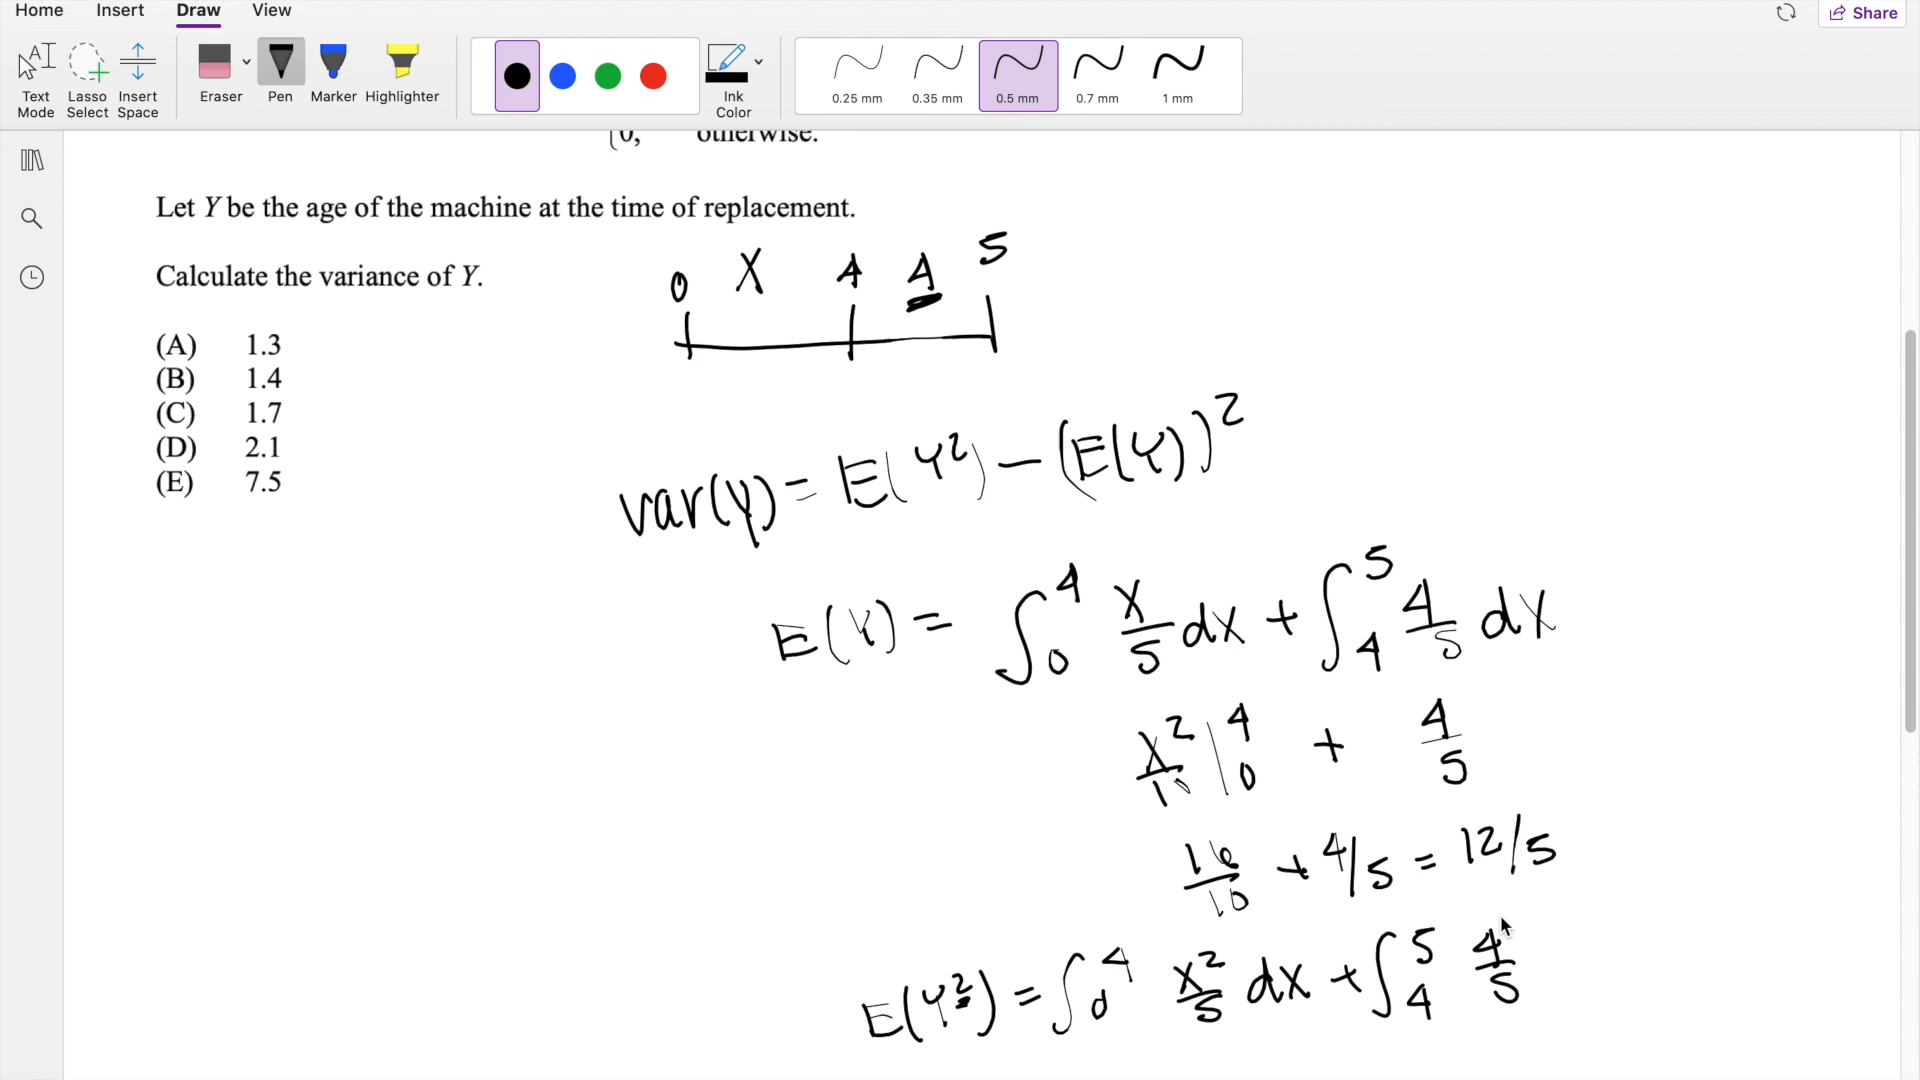 Home Insert Draw View Share
Text Mode Lasso Select Insert Space Eraser Pen Marker Highlighter Ink Color 0.25 mm 0.35 mm 0.5 mm 0.7 mm 1 mm
{0, otherwise.
Let Y be the age of the machine at the time of replacement.
0 X 4 4 5
Calculate the variance of Y.
(A) 1.3
(B) 1.4
(C) 1.7
(D) 2.1
(E) 7.5
var(Y) = E(Y²) − (E(Y))²
E(Y) = ∫₀⁴ x/5 dx + ∫₄⁵ 4/5 dx
x²/10 |₀⁴ + 4/5
16/10 + 4/5 = 12/5
E(Y²) = ∫₀⁴ x²/5 dx + ∫₄⁵ 4/5